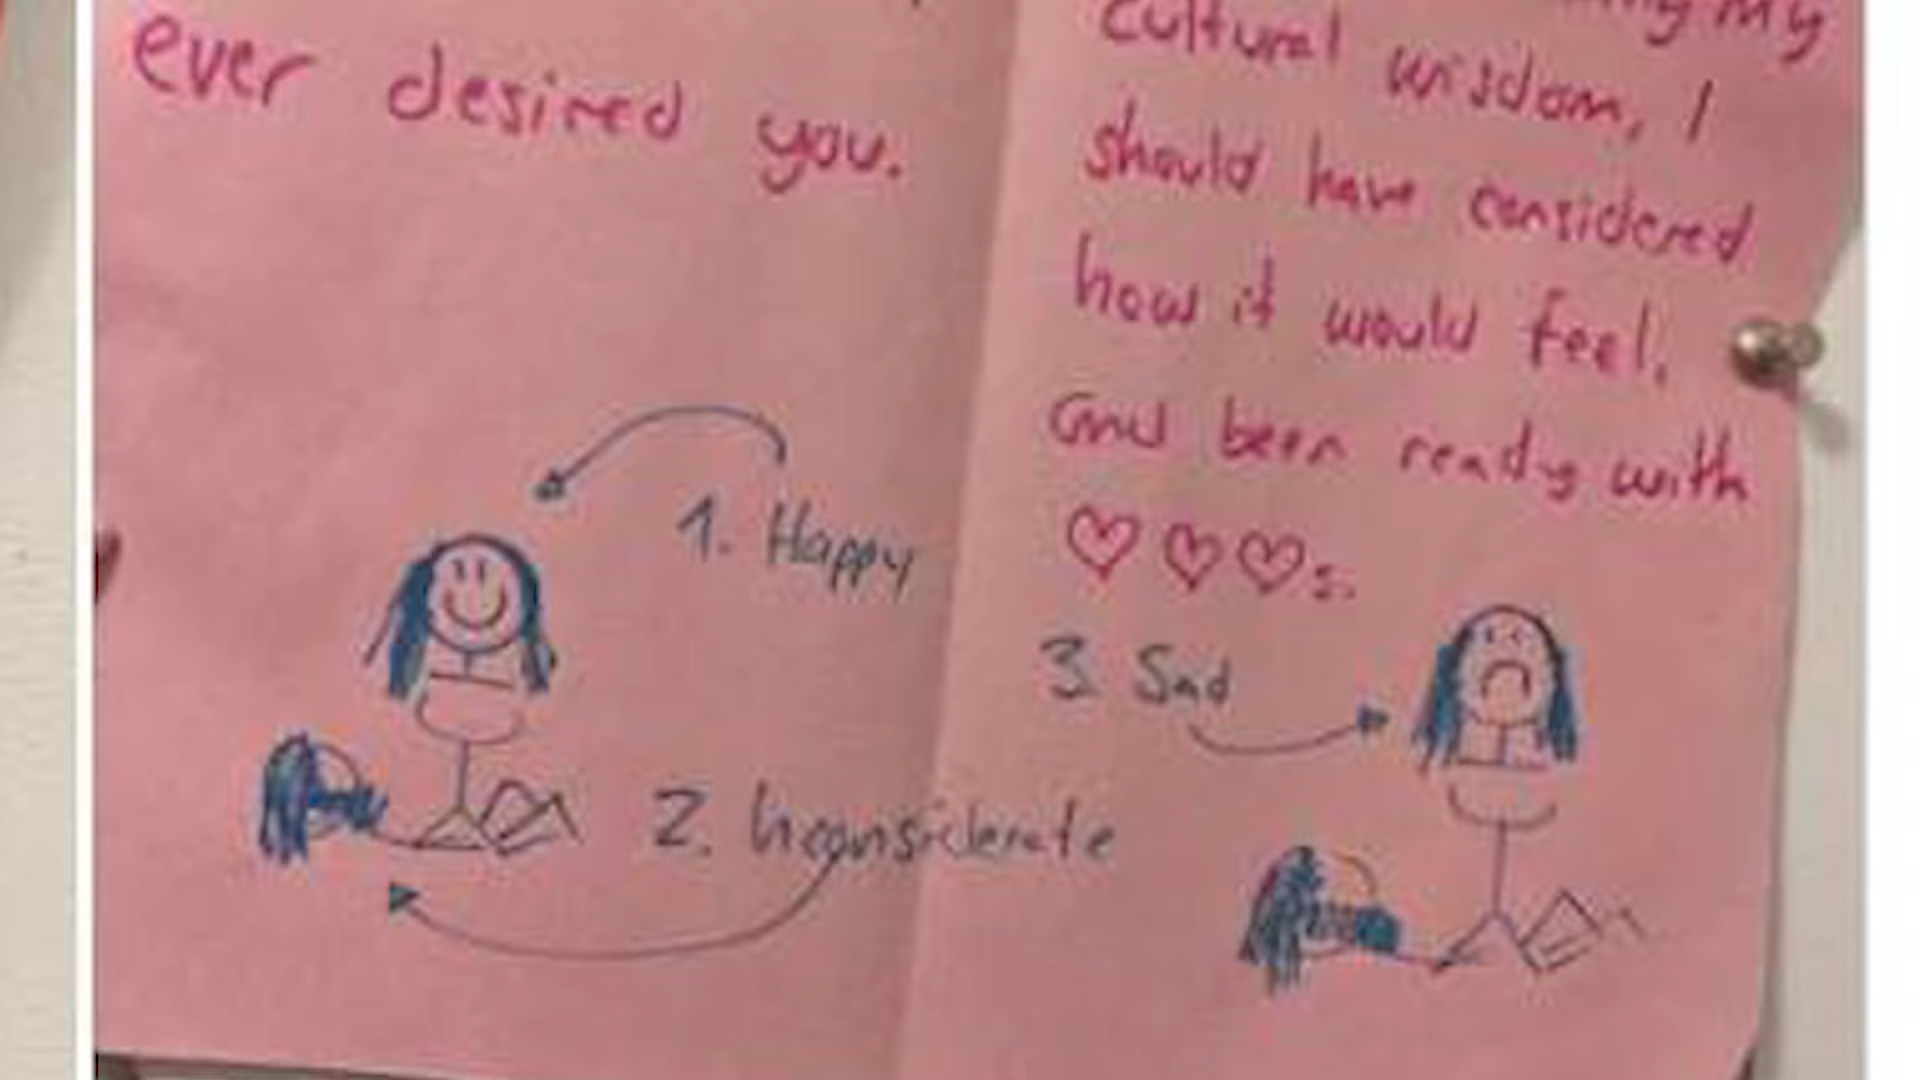 ever desired you.
1. Happy
2. Inconsiderate
my
cultural wisdom, I
should have considered
how it would feel,
and been ready with
♡♡♡s.
3. Sad